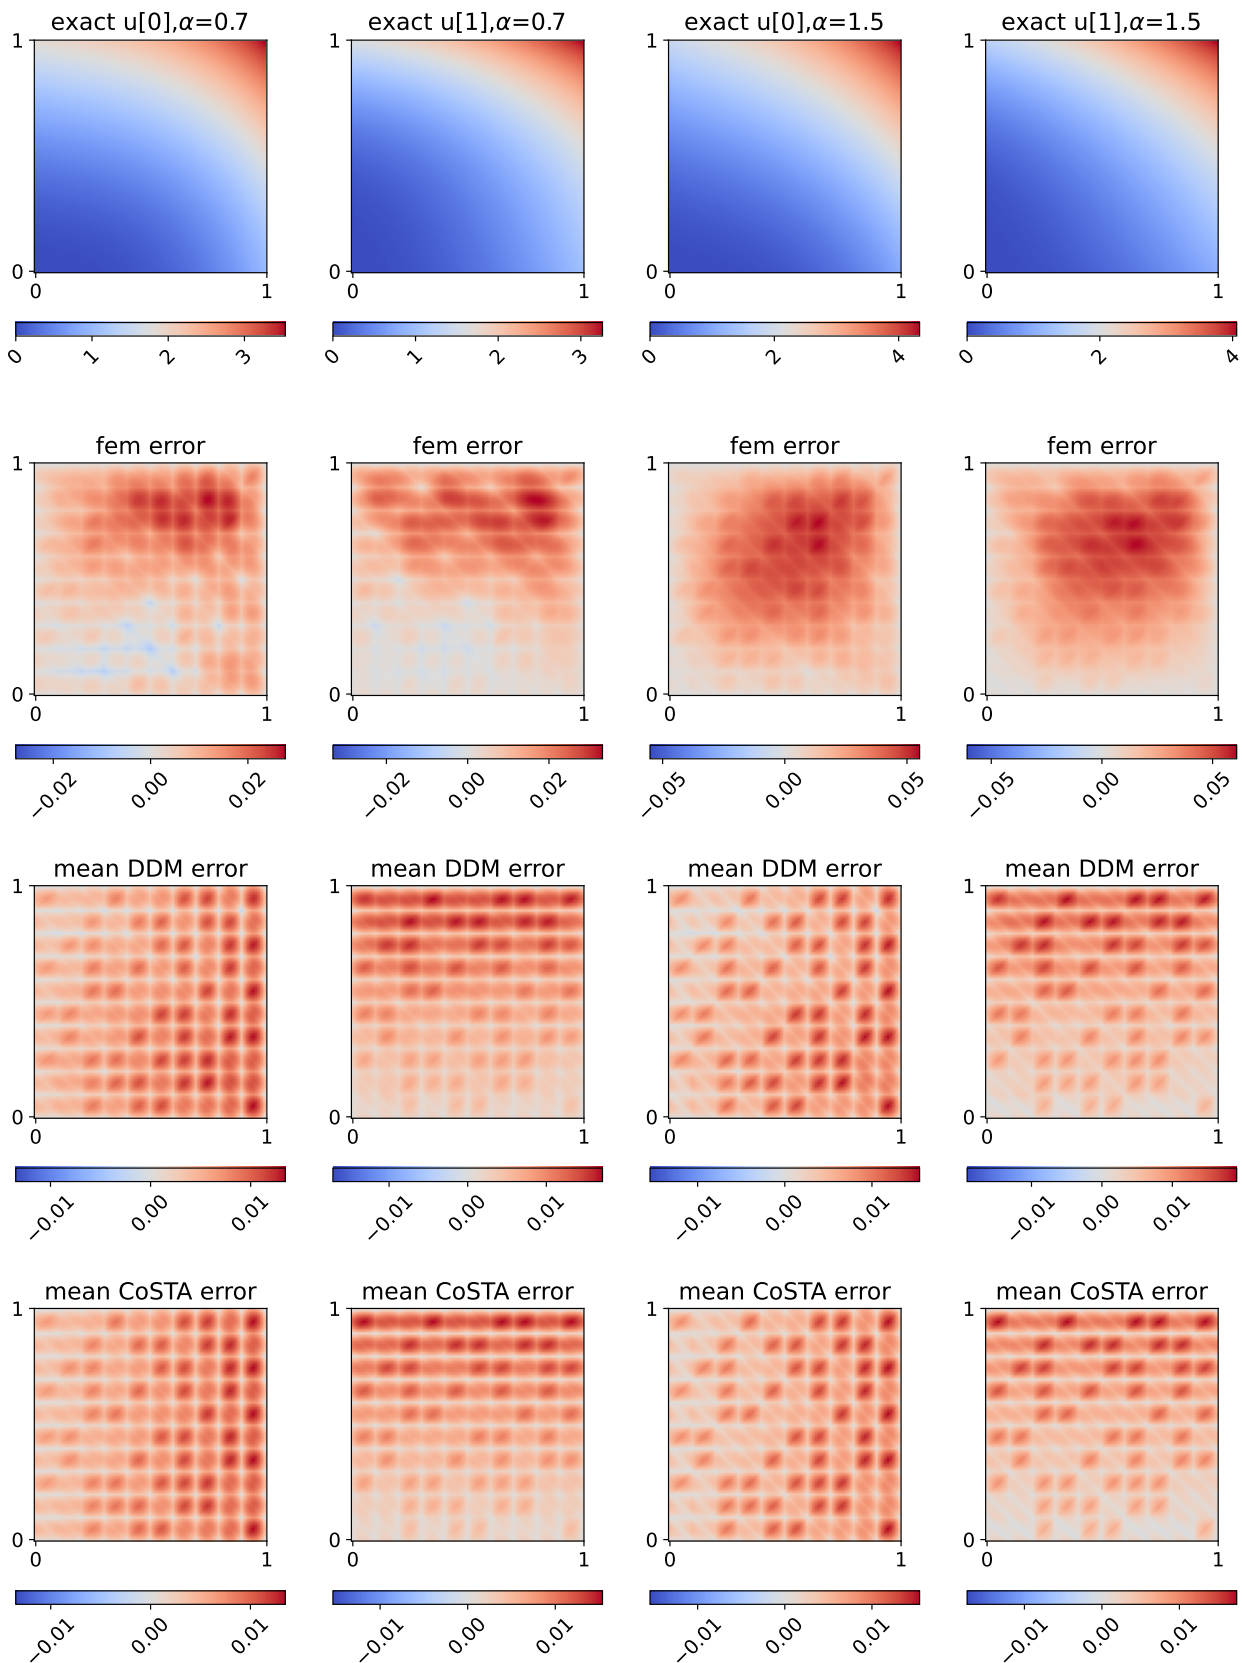 exact u[0],α=0.7 exact u[1],α=0.7 exact u[0],α=1.5 exact u[1],α=1.5
1 1 1 1
0 0 0 0
0 1 0 1 0 1 0 1
0 1 2 3 0 1 2 3 0 2 4 0 2 4
fem error fem error fem error fem error
1 1 1 1
0 0 0 0
0 1 0 1 0 1 0 1
−0.02 0.00 0.02 −0.02 0.00 0.02 −0.05 0.00 0.05 −0.05 0.00 0.05
mean DDM error mean DDM error mean DDM error mean DDM error
1 1 1 1
0 0 0 0
0 1 0 1 0 1 0 1
−0.01 0.00 0.01 −0.01 0.00 0.01 −0.01 0.00 0.01 −0.01 0.00 0.01
mean CoSTA error mean CoSTA error mean CoSTA error mean CoSTA error
1 1 1 1
0 0 0 0
0 1 0 1 0 1 0 1
−0.01 0.00 0.01 −0.01 0.00 0.01 −0.01 0.00 0.01 −0.01 0.00 0.01